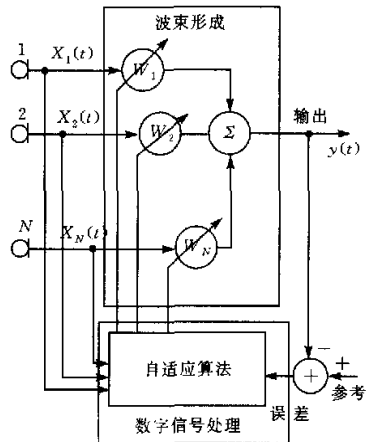 波束形成
1
X₁(t)
W₁
2
X₂(t)
W₂
Σ
输出
y(t)
N
X_N(t)
W_N
自适应算法
数字信号处理
误差
−
+
+
参考